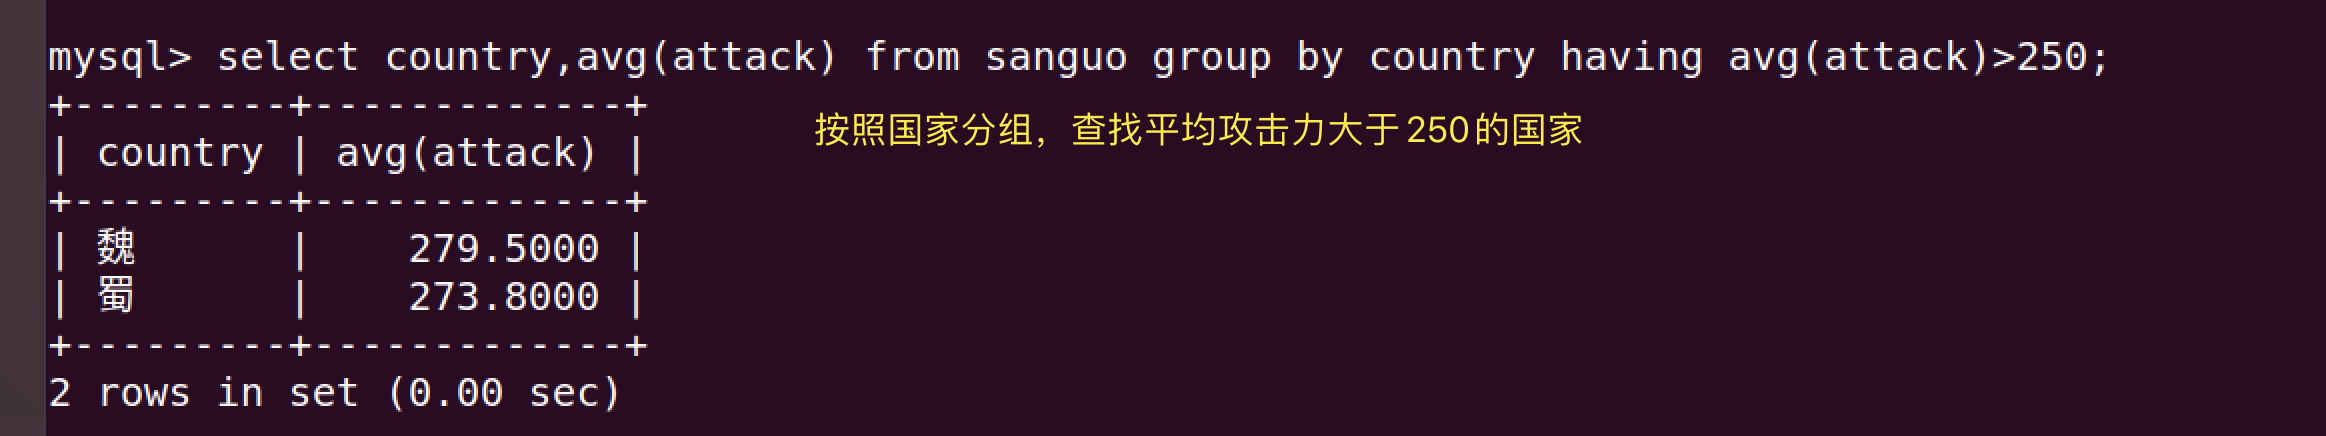 mysql> select country,avg(attack) from sanguo group by country having avg(attack)>250;
+---------+-------------+
按照国家分组，查找平均攻击力大于250的国家
| country | avg(attack) |
+---------+-------------+
| 魏      |    279.5000 |
| 蜀      |    273.8000 |
+---------+-------------+
2 rows in set (0.00 sec)